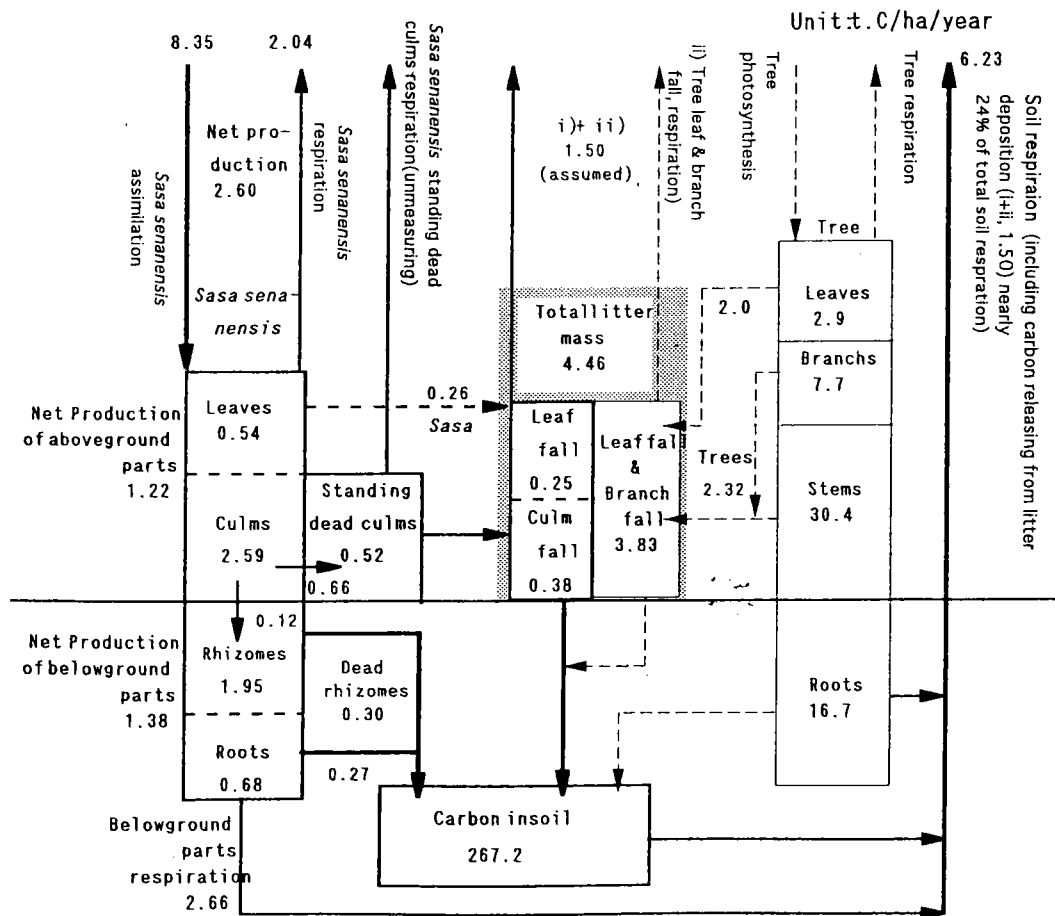 Unit:t.C/ha/year
8.35
2.04
6.23
Sasa senanensis
assimilation
Net pro-
duction
2.60
Sasa senanensis
respiration
Sasa senanensis standing dead
culms respiration(unmeasuring)
i)+ ii)
1.50
(assumed)
ii) Tree leaf & branch
fall, respiration)
Tree
photosynthesis
Tree respiration
Soil respiraion (including carbon releasing from litter
deposition (i+ii, 1.50) nearly
24% of total soil respration)
Sasa sena-
nensis
Net Production
of aboveground
parts
1.22
Leaves
0.54
Culms
2.59
Standing
dead culms
0.52
0.66
0.26
Sasa
Totallitter
mass
4.46
Leaf
fall
0.25
Culm
fall
0.38
Leaffall
&
Branch
fall
3.83
2.0
Trees
2.32
Tree
Leaves
2.9
Branchs
7.7
Stems
30.4
Roots
16.7
Net Production
of belowground
parts
1.38
0.12
Rhizomes
1.95
Roots
0.68
Dead
rhizomes
0.30
0.27
Carbon insoil
267.2
Belowground
parts
respiration
2.66